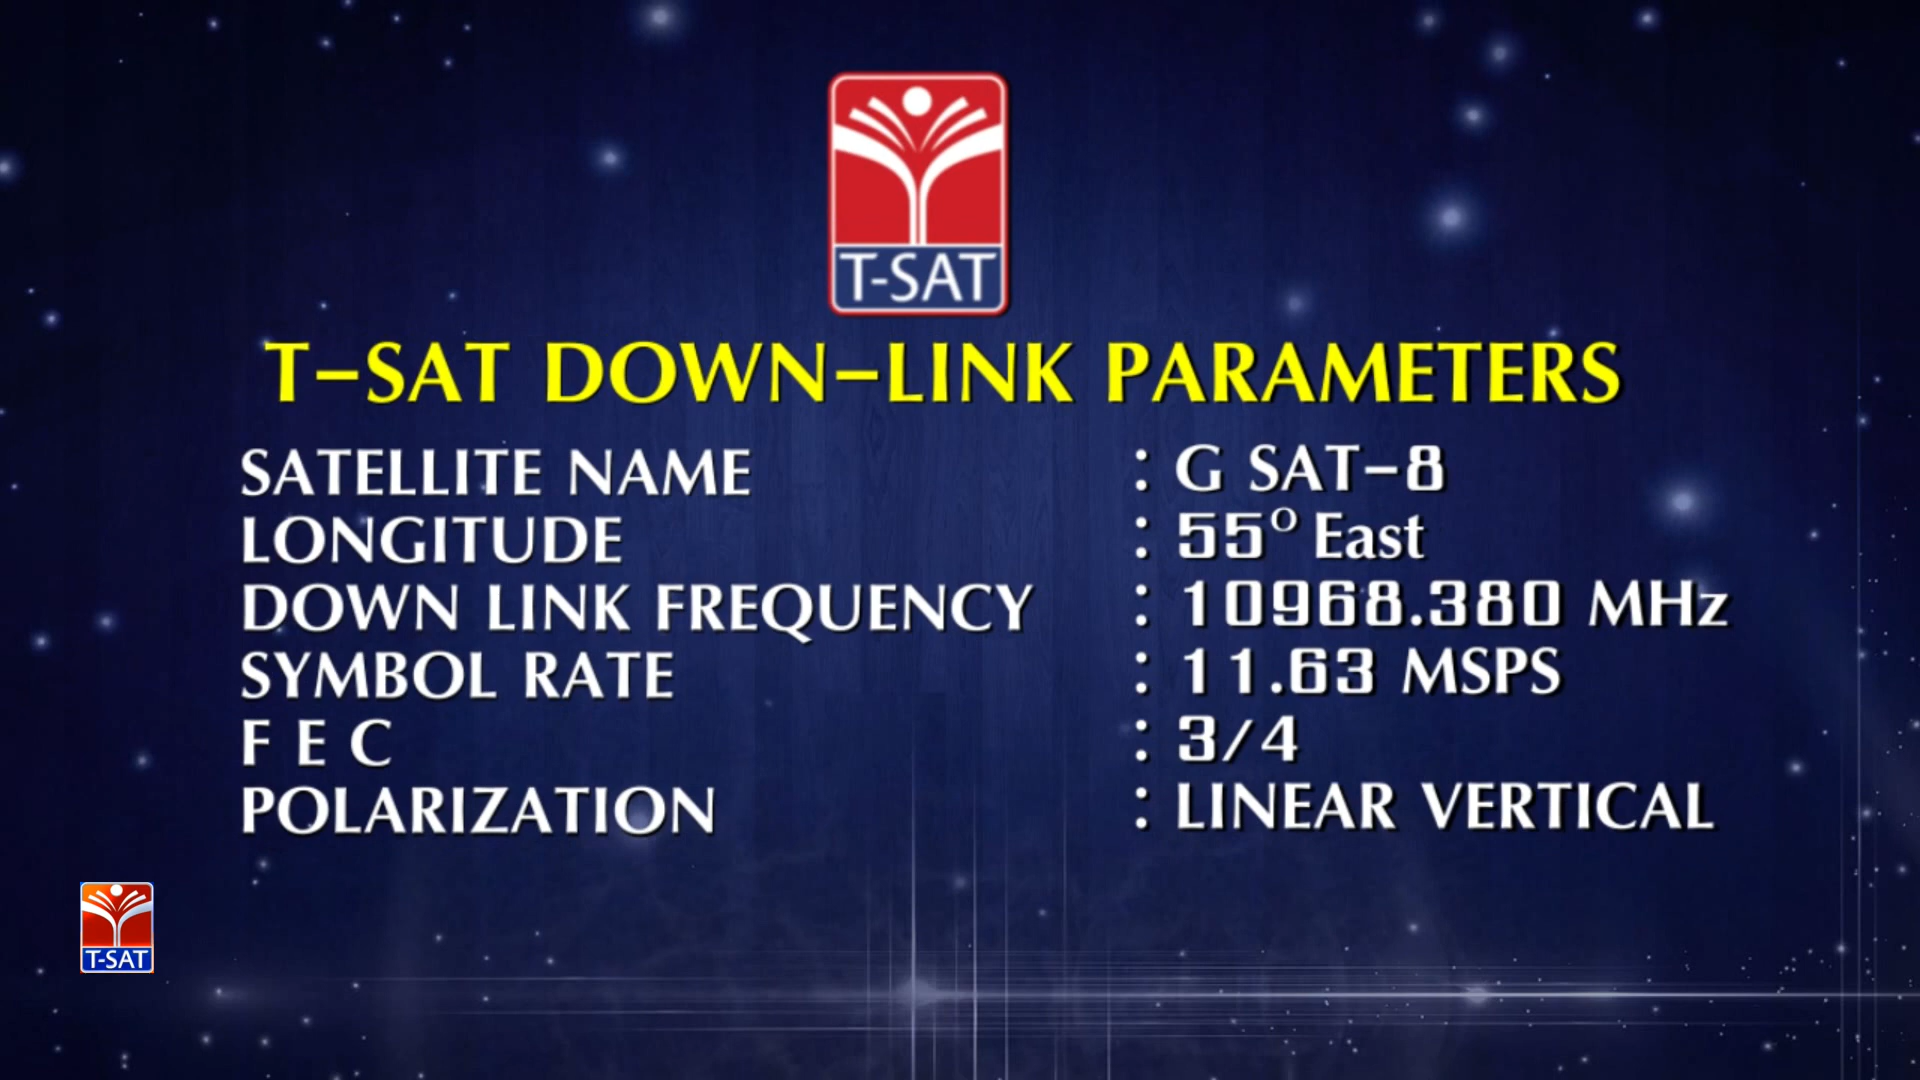 T-SAT
T-SAT DOWN-LINK PARAMETERS
SATELLITE NAME : G SAT-8
LONGITUDE : 55° East
DOWN LINK FREQUENCY : 10968.380 MHz
SYMBOL RATE : 11.63 MSPS
F E C : 3/4
POLARIZATION : LINEAR VERTICAL
T-SAT